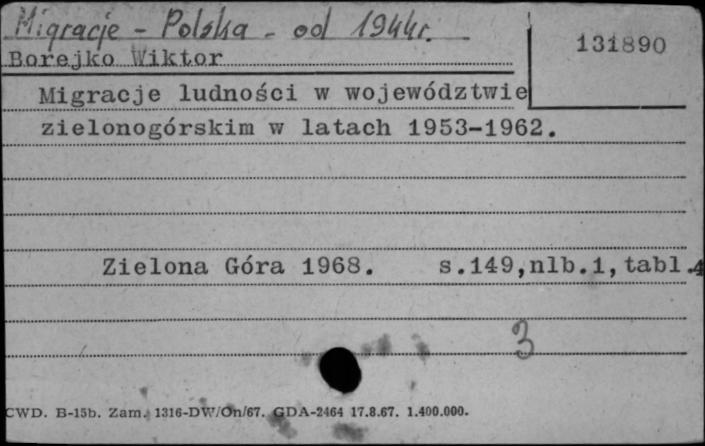 Migracje - Polska - od 1944r.
131890
Borejko Wiktor
Migracje ludności w województwie
zielonogórskim w latach 1953-1962.
Zielona Góra 1968. s.149,nlb.1,tabl.4
3
CWD. B-15b. Zam. 1316-DW/On/67. GDA-2464 17.8.67. 1.400.000.